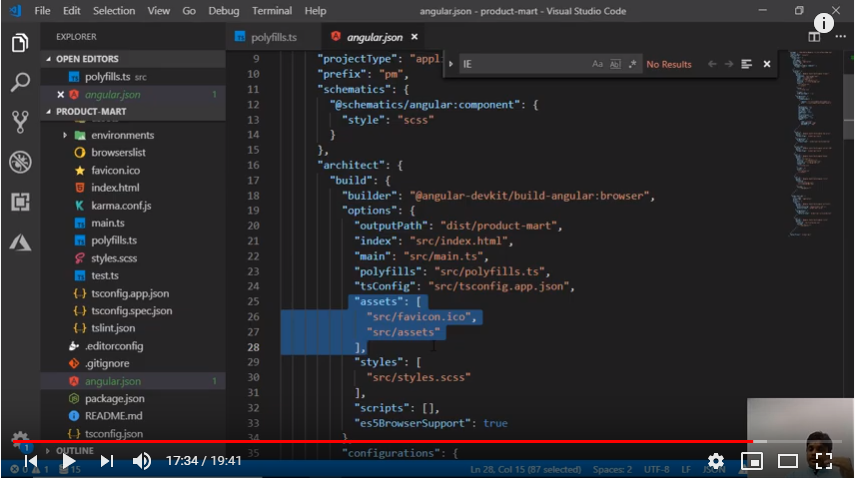 File Edit Selection View Go Debug Terminal Help angular.json - product-mart - Visual Studio Code
EXPLORER
OPEN EDITORS
polyfills.ts src
angular.json 1
PRODUCT-MART
environments
browserslist
favicon.ico
index.html
karma.conf.js
main.ts
polyfills.ts
styles.scss
test.ts
tsconfig.app.json
tsconfig.spec.json
tslint.json
.editorconfig
.gitignore
angular.json 1
package.json
README.md
tsconfig.json
OUTLINE
polyfills.ts angular.json
IE Aa Abl .* No Results
9 "projectType": "appli
10 "prefix": "pm",
11 "schematics": {
12 "@schematics/angular:component": {
13 "style": "scss"
14 }
15 },
16 "architect": {
17 "build": {
18 "builder": "@angular-devkit/build-angular:browser",
19 "options": {
20 "outputPath": "dist/product-mart",
21 "index": "src/index.html",
22 "main": "src/main.ts",
23 "polyfills": "src/polyfills.ts",
24 "tsConfig": "src/tsconfig.app.json",
25 "assets": [
26 "src/favicon.ico",
27 "src/assets"
28 ],
29 "styles": [
30 "src/styles.scss"
31 ],
32 "scripts": [],
33 "es5BrowserSupport": true
34 }
35 "configurations": {
17:34 / 19:41
0 1 15 Ln 28, Col 15 (87 selected) Spaces: 2 UTF-8 LF JSON